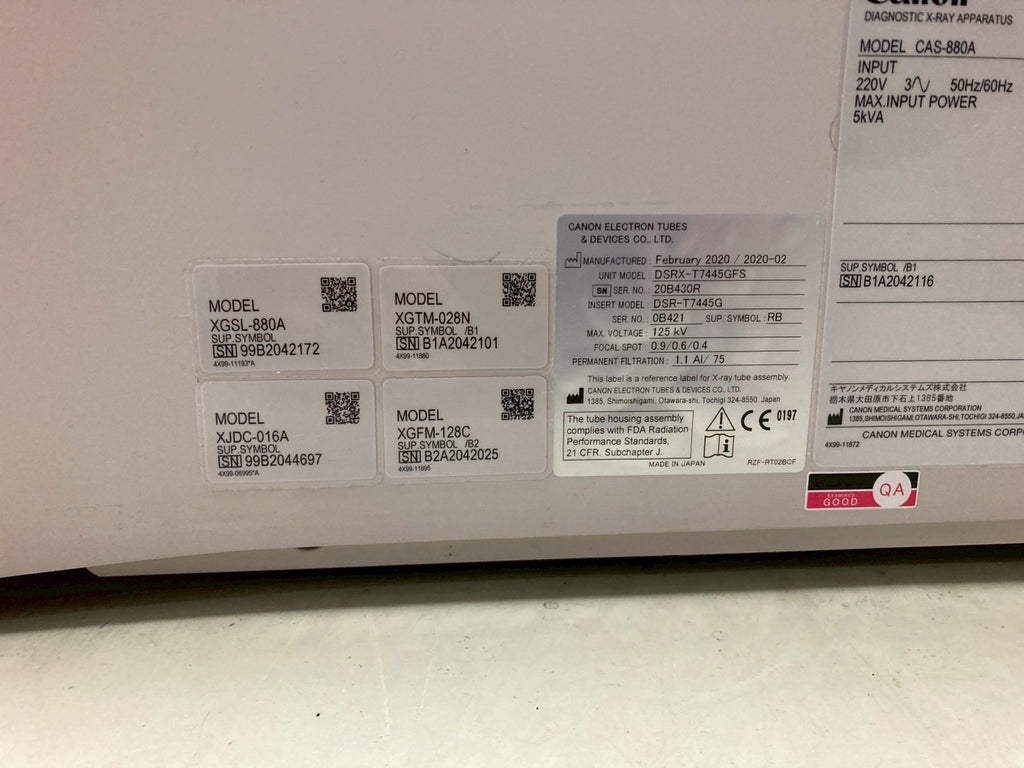 MODEL
XGSL-880A
SUP.SYMBOL
SN 99B2042172
4X99-11193*A
MODEL
XGTM-028N
SUP.SYMBOL /B1
SN B1A2042101
4X99-11880
MODEL
XJDC-016A
SUP.SYMBOL
SN 99B2044697
4X99-08995*A
MODEL
XGFM-128C
SUP.SYMBOL /B2
SN B2A2042025
4X99-11895
CANON ELECTRON TUBES
& DEVICES CO., LTD.
MANUFACTURED : February 2020 / 2020-02
UNIT MODEL : DSRX-T7445GFS
SN SER. NO. : 20B430R
INSERT MODEL : DSR-T7445G
SER. NO. : 0B421 SUP. SYMBOL : RB
MAX. VOLTAGE : 125 kV
FOCAL SPOT : 0.9/0.6/0.4
PERMANENT FILTRATION : 1.1 Al/ 75
This label is a reference label for X-ray tube assembly.
CANON ELECTRON TUBES & DEVICES CO., LTD.
1385, Shimoishigami, Otawara-shi, Tochigi 324-8550, Japan
The tube housing assembly
complies with FDA Radiation
Performance Standards,
21 CFR. Subchapter J.
CE 0197
MADE IN JAPAN
RZF-RT02BCF
Canon
DIAGNOSTIC X-RAY APPARATUS
MODEL CAS-880A
INPUT
220V 3 50Hz/60Hz
MAX.INPUT POWER
5kVA
SUP.SYMBOL /B1
SN B1A2042116
キヤノンメディカルシステムズ株式会社
栃木県大田原市下石上1385番地
CANON MEDICAL SYSTEMS CORPORATION
1385,SHIMOISHIGAMI,OTAWARA-SHI,TOCHIGI 324-8550,JA
CANON MEDICAL SYSTEMS CORPO
4X99-11872
EXAMINED
GOOD
QA